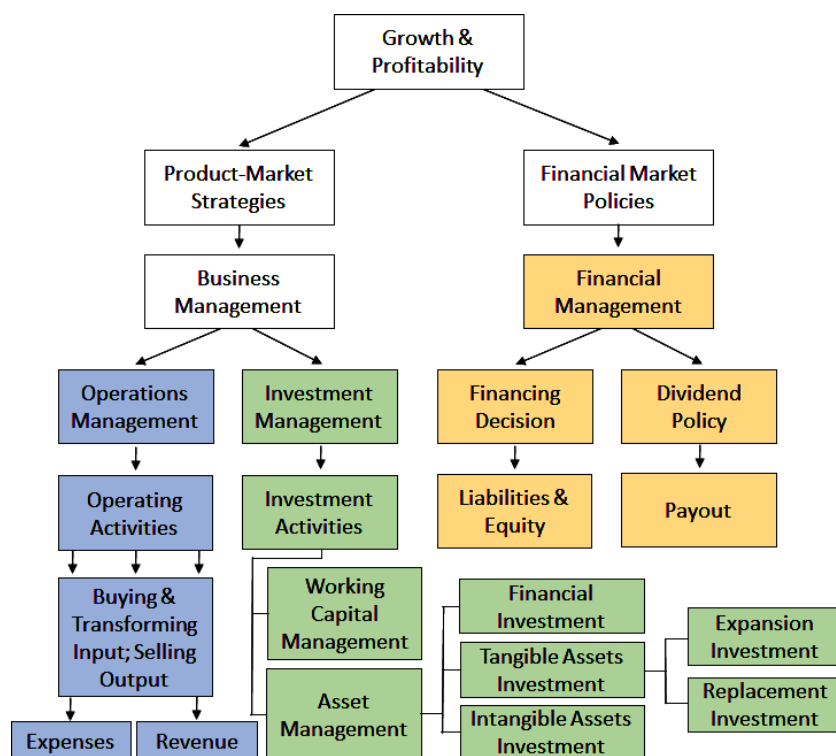 Growth &
Profitability
Product-Market
Strategies
Financial Market
Policies
Business
Management
Financial
Management
Operations
Management
Investment
Management
Financing
Decision
Dividend
Policy
Operating
Activities
Investment
Activities
Liabilities &
Equity
Payout
Buying &
Transforming
Input; Selling
Output
Working
Capital
Management
Financial
Investment
Expansion
Investment
Tangible Assets
Investment
Replacement
Investment
Asset
Management
Intangible Assets
Investment
Expenses
Revenue